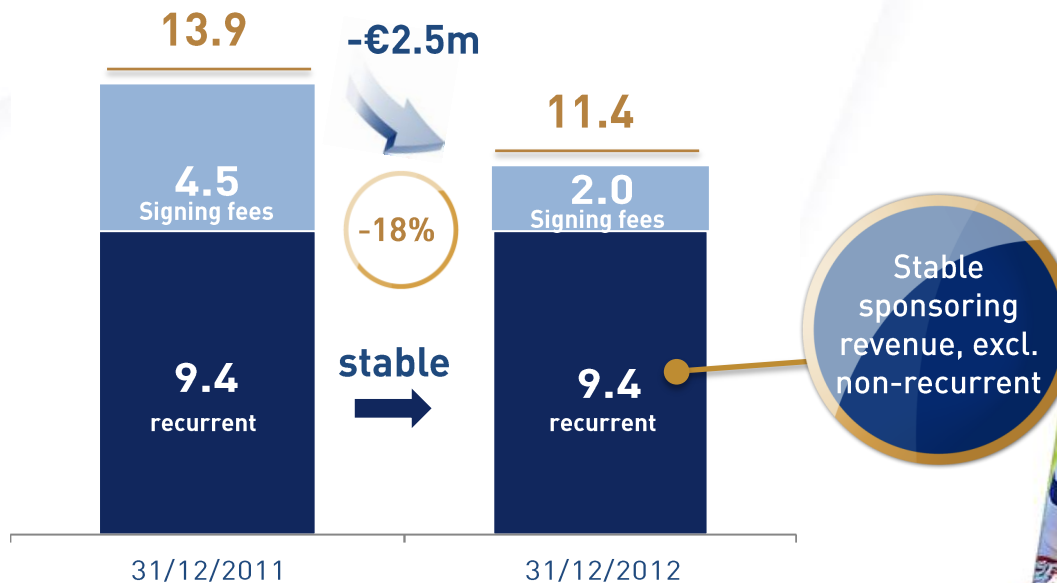 13.9
-€2.5m
11.4
4.5
Signing fees
-18%
2.0
Signing fees
Stable
sponsoring
revenue, excl.
non-recurrent
9.4
recurrent
stable
9.4
recurrent
31/12/2011
31/12/2012